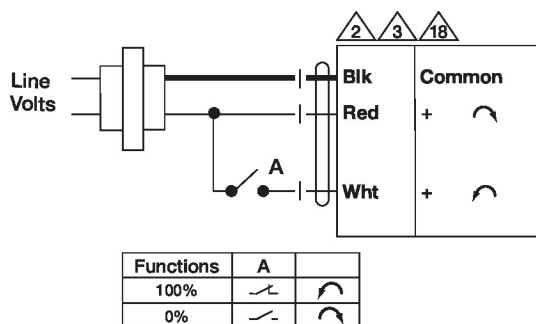 2 3 18
Line
Volts
Blk Common
Red +
A
Wht +
Functions A
100%
0%